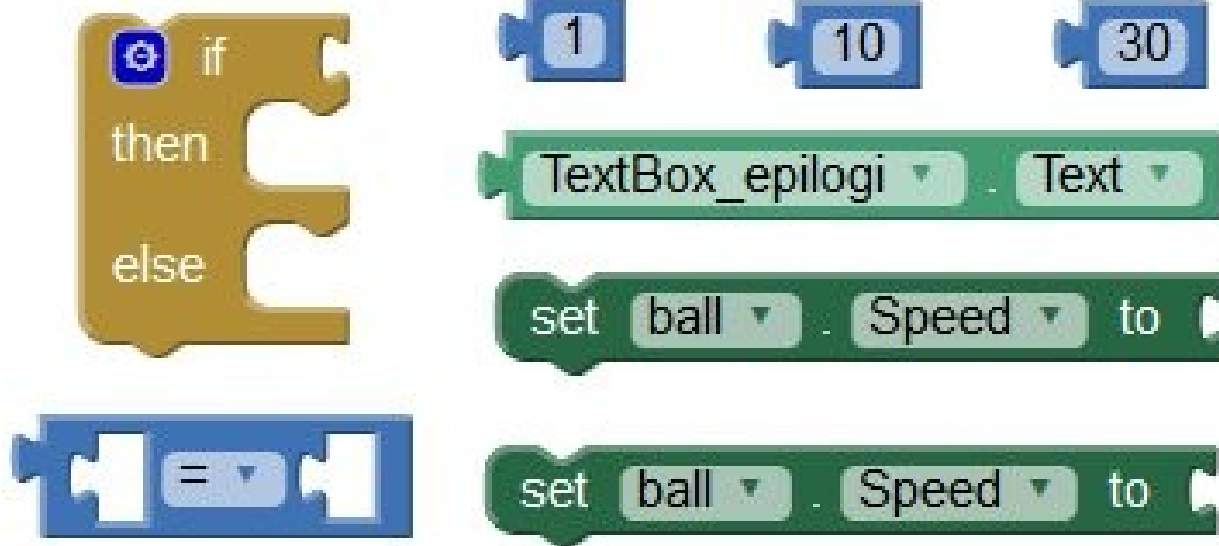 if
then
else
=
1
10
30
TextBox_epilogi . Text
set ball . Speed to
set ball . Speed to